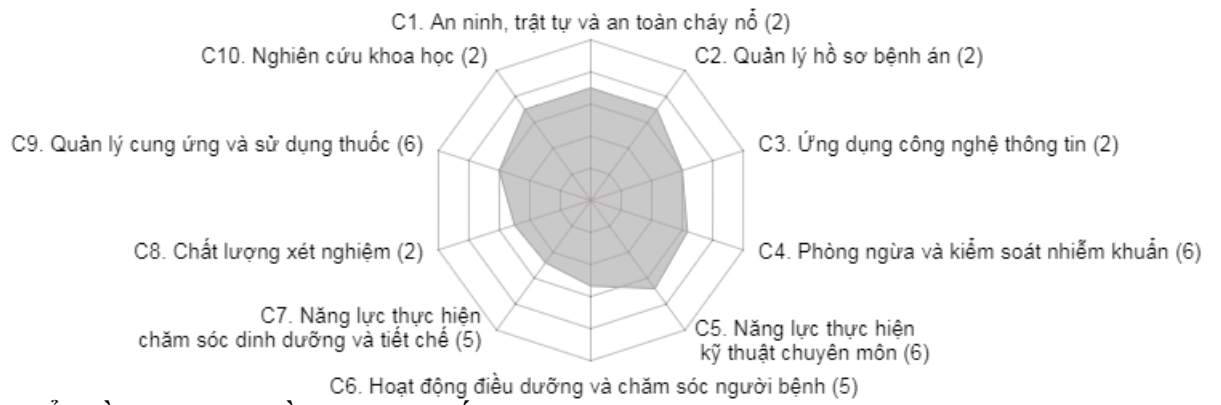 C1. An ninh, trật tự và an toàn cháy nổ (2)
C10. Nghiên cứu khoa học (2)
C2. Quản lý hồ sơ bệnh án (2)
C9. Quản lý cung ứng và sử dụng thuốc (6)
C3. Ứng dụng công nghệ thông tin (2)
C8. Chất lượng xét nghiệm (2)
C4. Phòng ngừa và kiểm soát nhiễm khuẩn (6)
C7. Năng lực thực hiện
chăm sóc dinh dưỡng và tiết chế (5)
C5. Năng lực thực hiện
kỹ thuật chuyên môn (6)
C6. Hoạt động điều dưỡng và chăm sóc người bệnh (5)